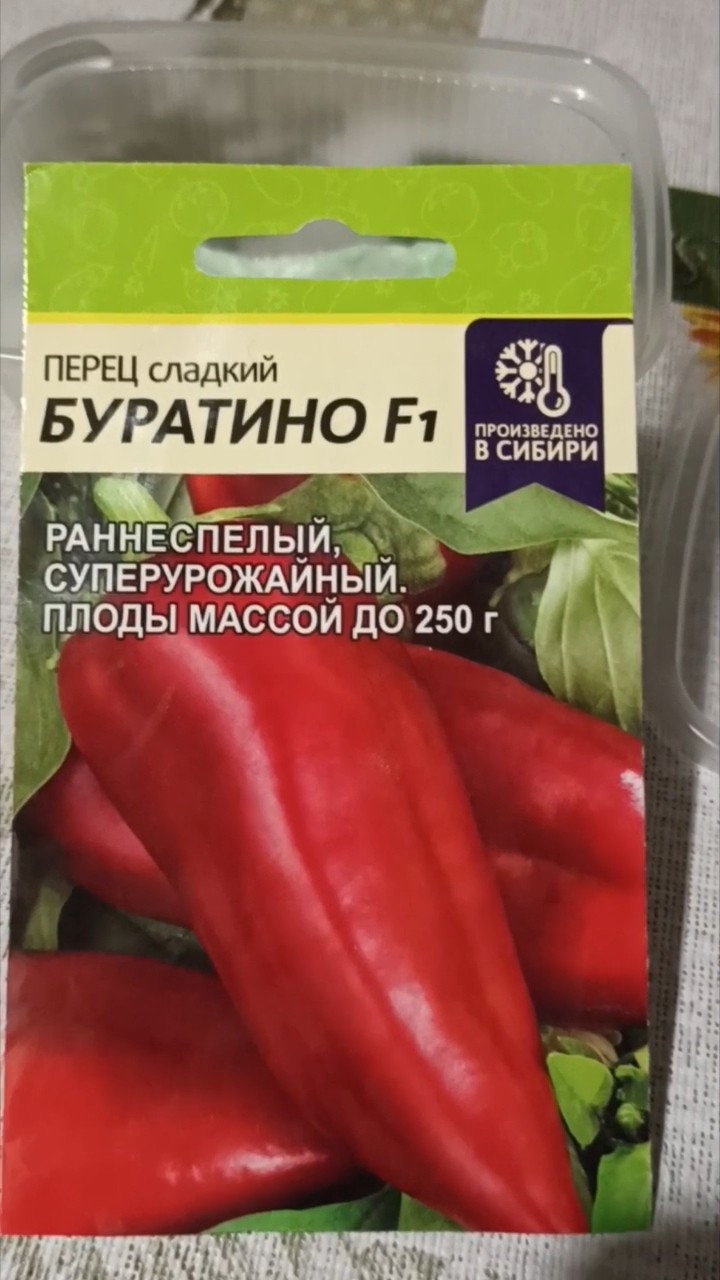 ПЕРЕЦ сладкий
БУРАТИНО F1
ПРОИЗВЕДЕНО
В СИБИРИ
РАННЕСПЕЛЫЙ,
СУПЕРУРОЖАЙНЫЙ.
ПЛОДЫ МАССОЙ ДО 250 г